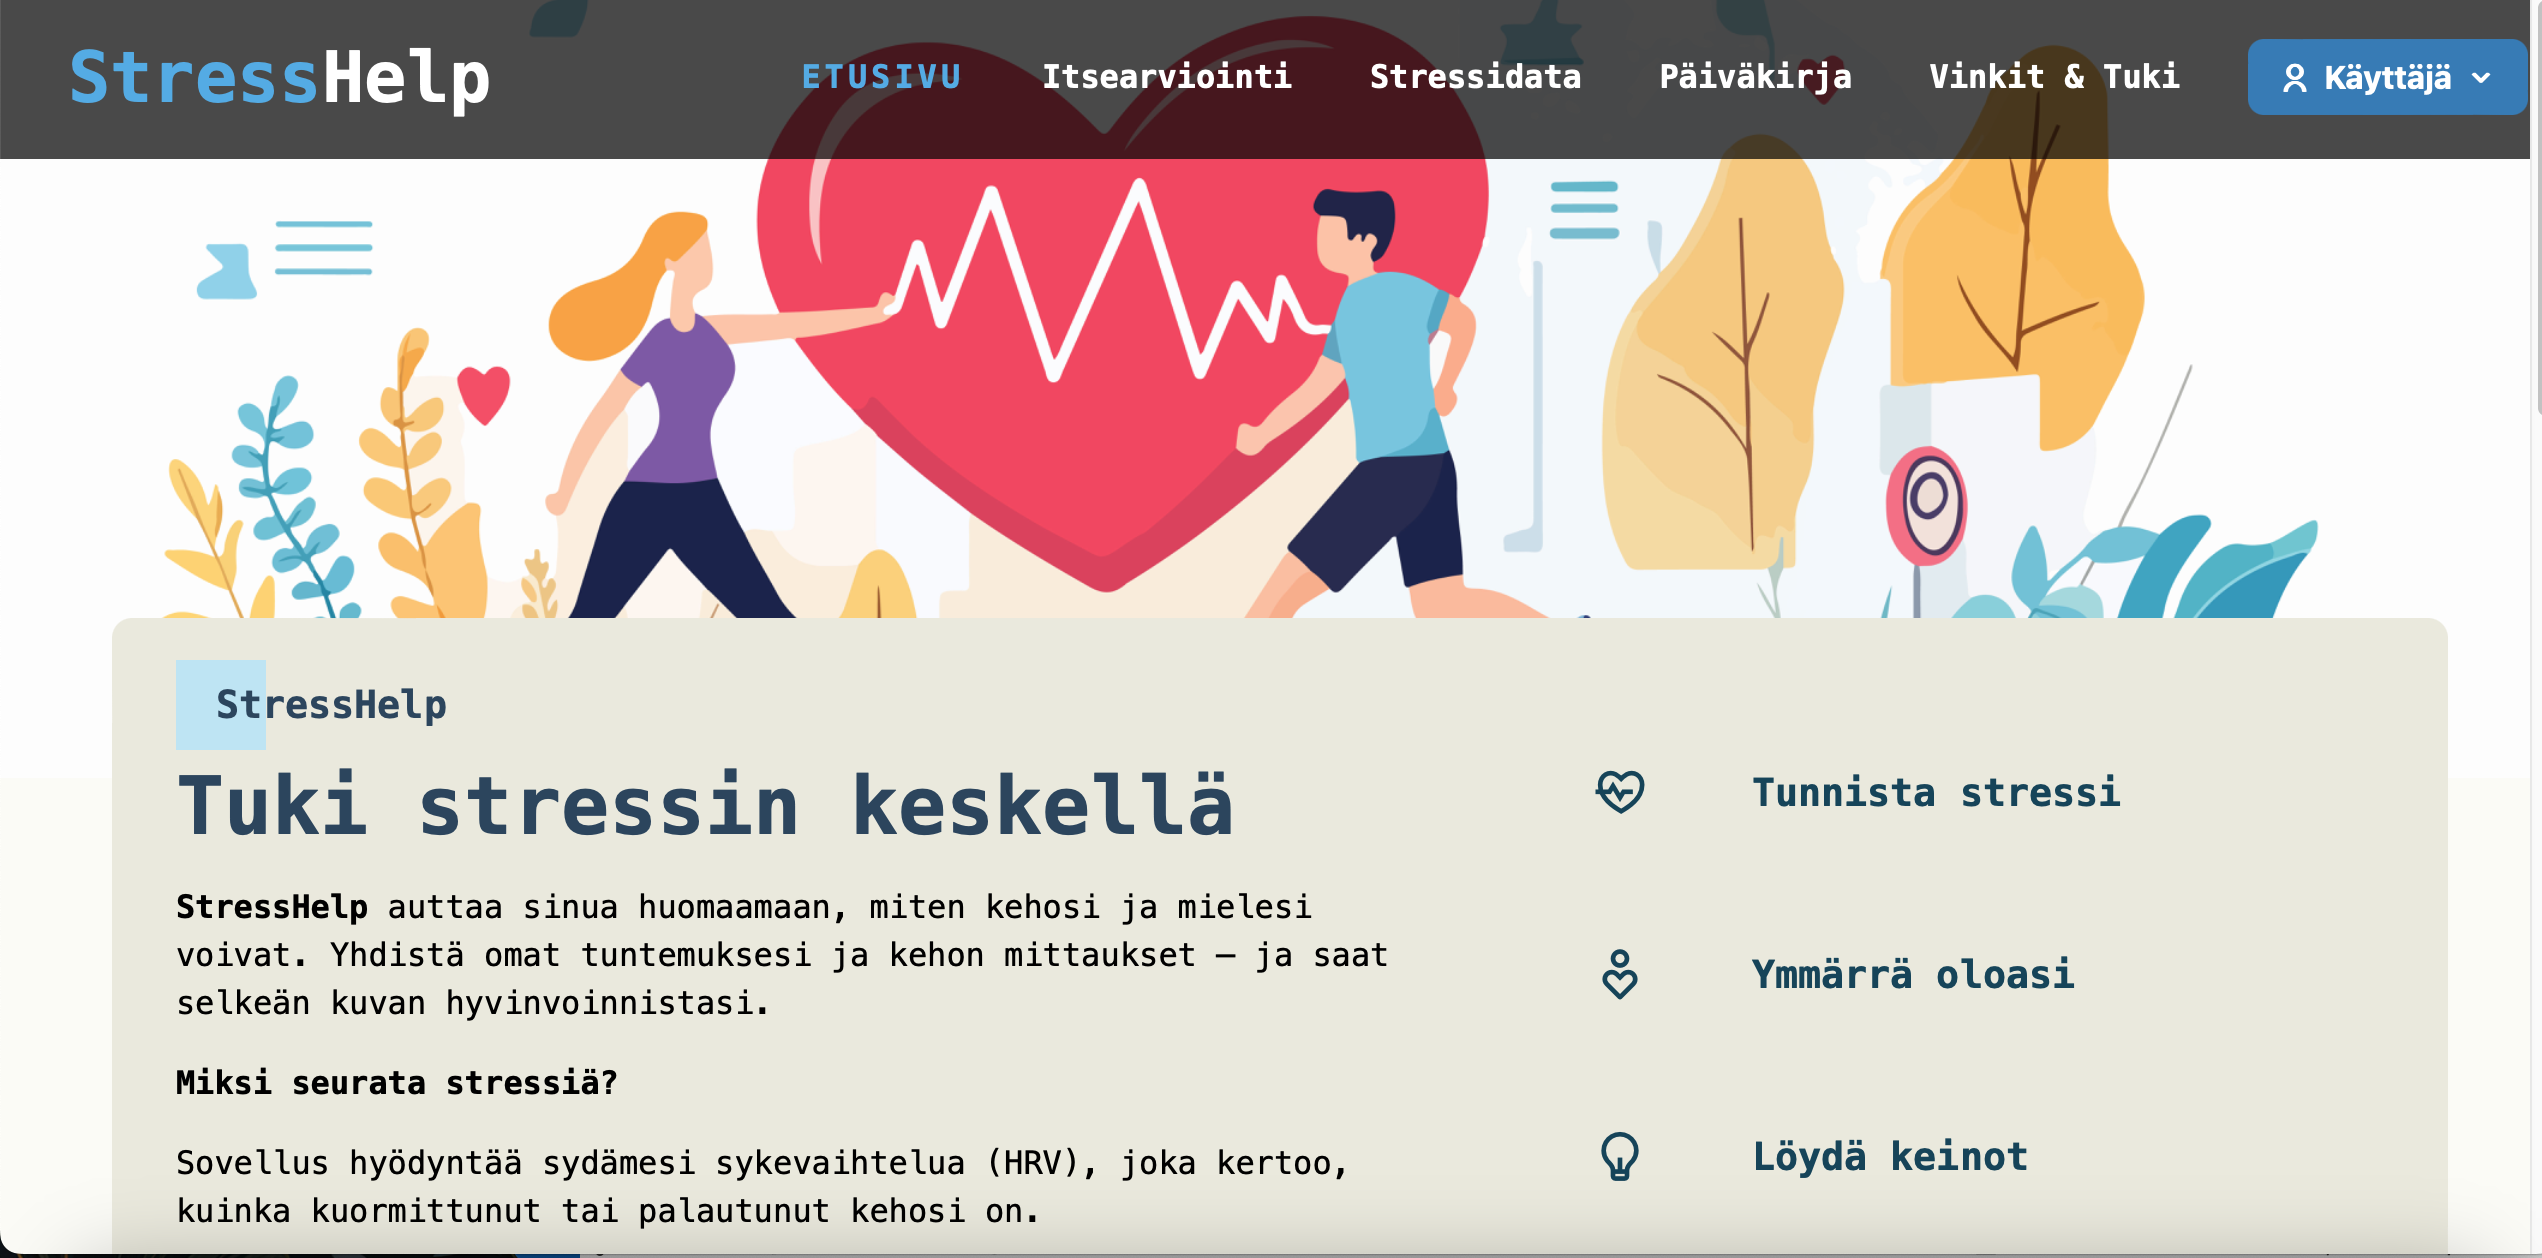 StressHelp
ETUSIVU
Itsearviointi
Stressidata
Päiväkirja
Vinkit & Tuki
Käyttäjä
StressHelp
Tuki stressin keskellä
StressHelp auttaa sinua huomaamaan, miten kehosi ja mielesi
voivat. Yhdistä omat tuntemuksesi ja kehon mittaukset – ja saat
selkeän kuvan hyvinvoinnistasi.
Miksi seurata stressiä?
Sovellus hyödyntää sydämesi sykevaihtelua (HRV), joka kertoo,
kuinka kuormittunut tai palautunut kehosi on.
Tunnista stressi
Ymmärrä oloasi
Löydä keinot